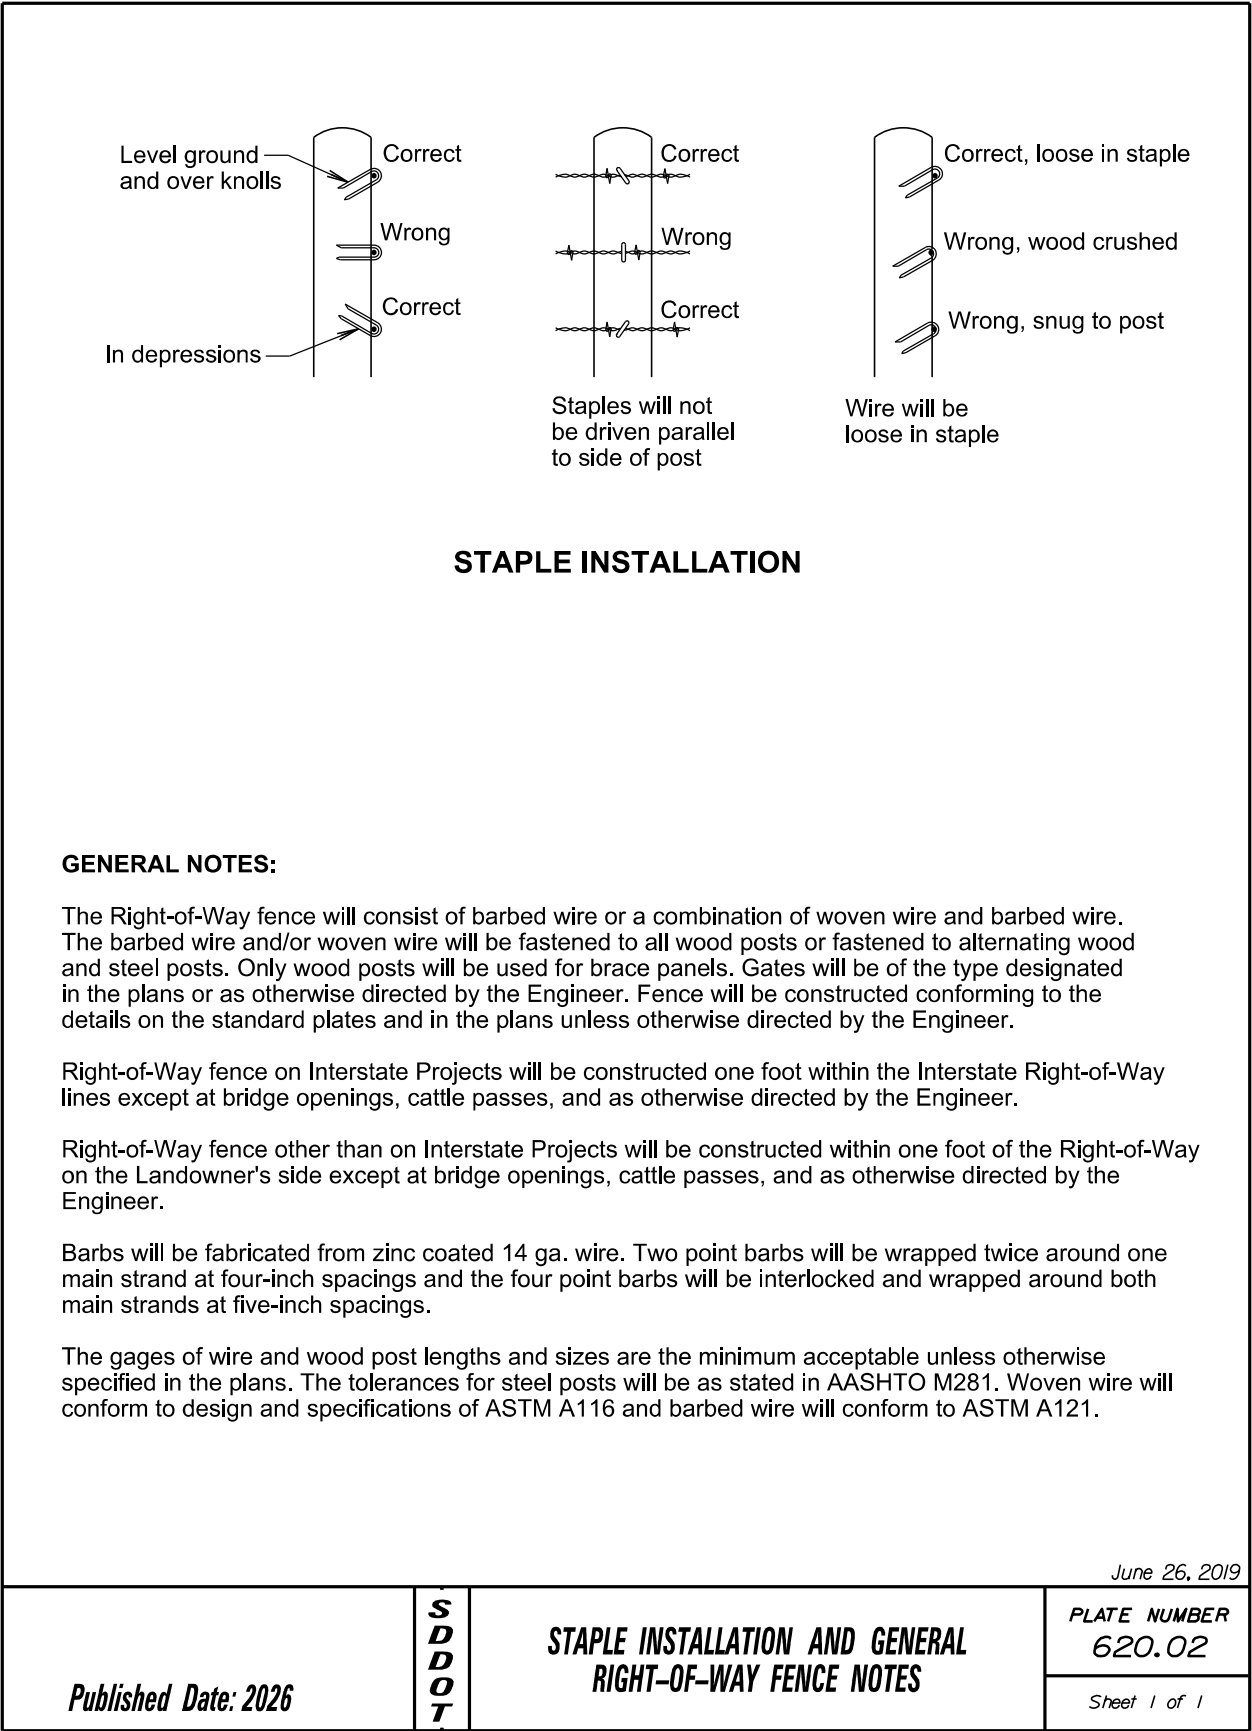 Level ground
and over knolls
Correct
Wrong
Correct
In depressions
Correct
Wrong
Correct
Staples will not
be driven parallel
to side of post
Correct, loose in staple
Wrong, wood crushed
Wrong, snug to post
Wire will be
loose in staple
STAPLE INSTALLATION
GENERAL NOTES:
The Right-of-Way fence will consist of barbed wire or a combination of woven wire and barbed wire.
The barbed wire and/or woven wire will be fastened to all wood posts or fastened to alternating wood
and steel posts. Only wood posts will be used for brace panels. Gates will be of the type designated
in the plans or as otherwise directed by the Engineer. Fence will be constructed conforming to the
details on the standard plates and in the plans unless otherwise directed by the Engineer.
Right-of-Way fence on Interstate Projects will be constructed one foot within the Interstate Right-of-Way
lines except at bridge openings, cattle passes, and as otherwise directed by the Engineer.
Right-of-Way fence other than on Interstate Projects will be constructed within one foot of the Right-of-Way
on the Landowner's side except at bridge openings, cattle passes, and as otherwise directed by the
Engineer.
Barbs will be fabricated from zinc coated 14 ga. wire. Two point barbs will be wrapped twice around one
main strand at four-inch spacings and the four point barbs will be interlocked and wrapped around both
main strands at five-inch spacings.
The gages of wire and wood post lengths and sizes are the minimum acceptable unless otherwise
specified in the plans. The tolerances for steel posts will be as stated in AASHTO M281. Woven wire will
conform to design and specifications of ASTM A116 and barbed wire will conform to ASTM A121.
June 26, 2019
Published Date: 2026
S
D
D
O
T
STAPLE INSTALLATION AND GENERAL
RIGHT-OF-WAY FENCE NOTES
PLATE NUMBER
620.02
Sheet 1 of 1